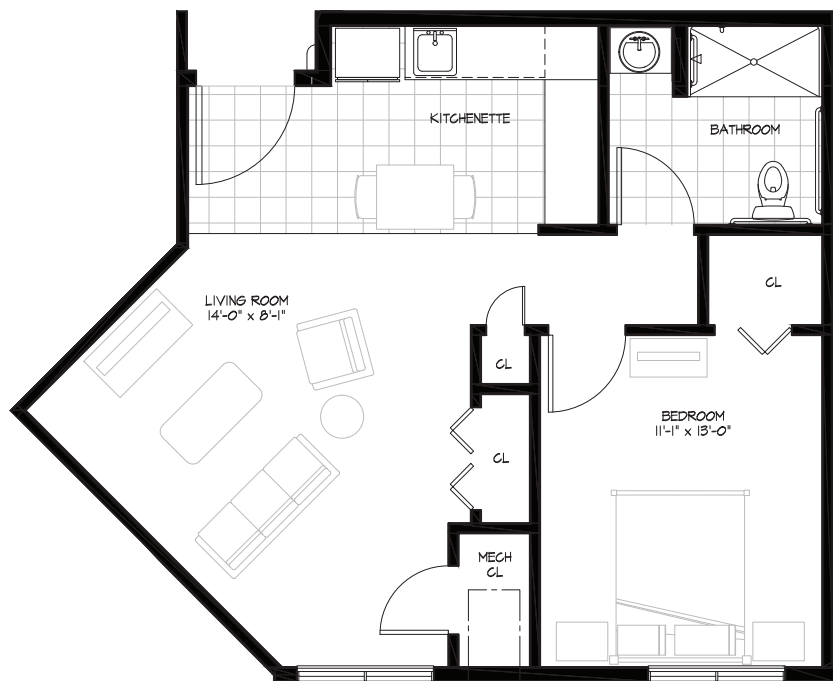 KITCHENETTE
BATHROOM
CL
LIVING ROOM
14'-0" x 8'-1"
CL
BEDROOM
11'-1" x 13'-0"
CL
MECH
CL